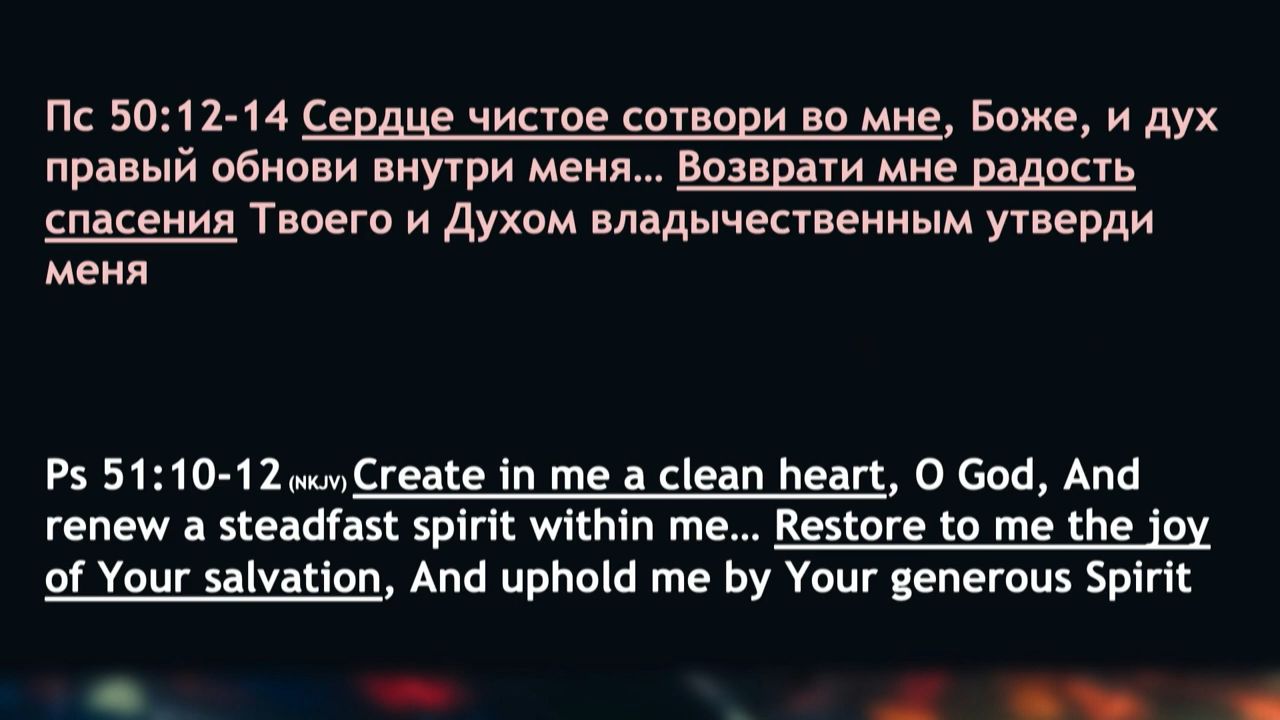 Пс 50:12-14 Сердце чистое сотвори во мне, Боже, и дух
правый обнови внутри меня... Возврати мне радость
спасения Твоего и Духом владычественным утверди
меня
Ps 51:10-12 (NKJV) Create in me a clean heart, O God, And
renew a steadfast spirit within me... Restore to me the joy
of Your salvation, And uphold me by Your generous Spirit